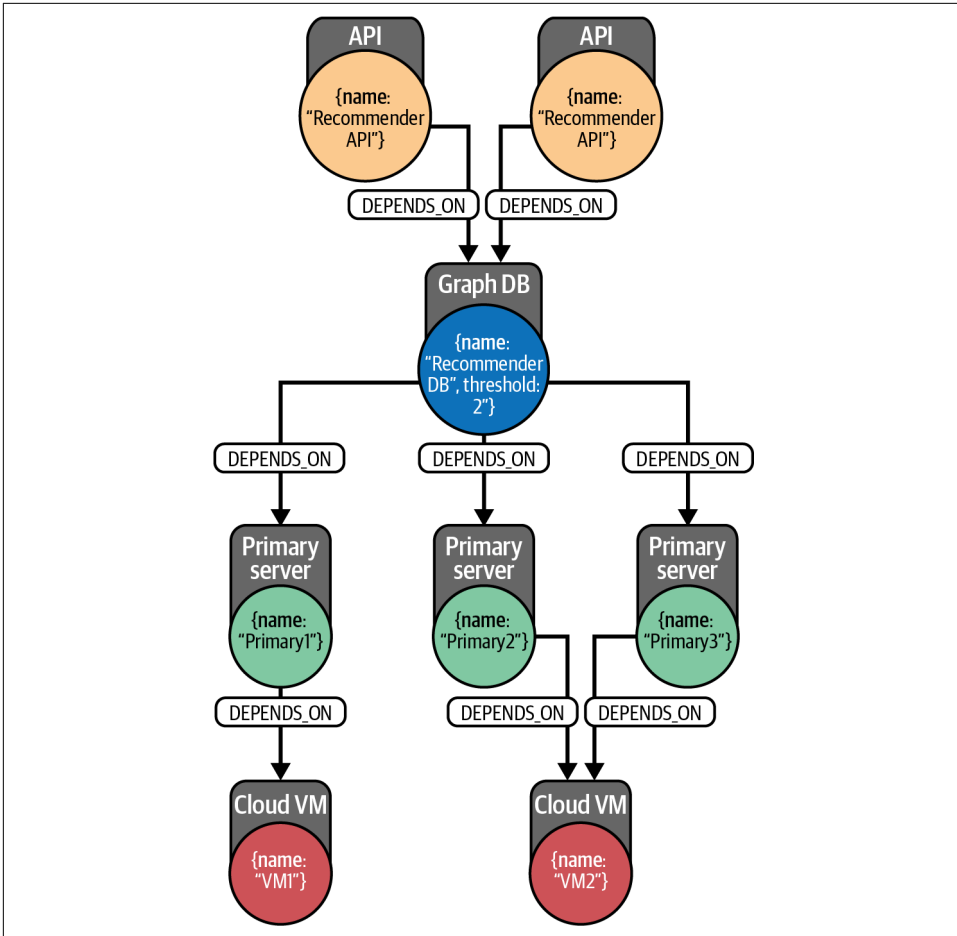 API
API
{name:
“Recommender
API”}
{name:
“Recommender
API”}
DEPENDS_ON
DEPENDS_ON
Graph DB
{name:
“Recommender
DB”, threshold:
2”}
DEPENDS_ON
DEPENDS_ON
DEPENDS_ON
Primary
server
Primary
server
Primary
server
{name:
“Primary1”}
{name:
“Primary2”}
{name:
“Primary3”}
DEPENDS_ON
DEPENDS_ON
DEPENDS_ON
Cloud VM
Cloud VM
{name:
“VM1”}
{name:
“VM2”}